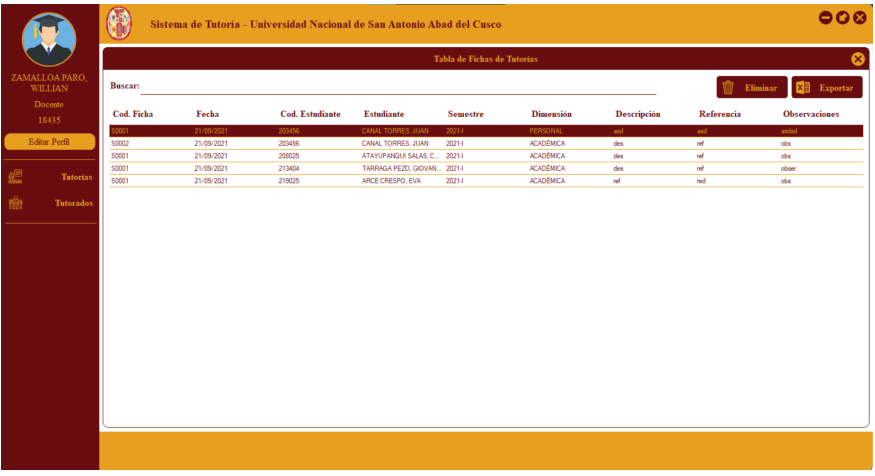 Sistema de Tutoría - Universidad Nacional de San Antonio Abad del Cusco
ZAMALLOA PARO,
WILLIAN
Docente
18435
Editar Perfil
Tutorías
Tutorados
Tabla de Fichas de Tutorías
Buscar:
Eliminar
Exportar
Cod. Ficha Fecha Cod. Estudiante Estudiante Semestre Dimensión Descripción Referencia Observaciones
S0001 21/09/2021 203456 CANAL TORRES, JUAN 2021-I PERSONAL asd asd asdsd
S0002 21/09/2021 203456 CANAL TORRES, JUAN 2021-I ACADÉMICA des ref obs
S0001 21/09/2021 208025 ATAYUPANQUI SALAS, C... 2021-I ACADÉMICA des ref obs
S0001 21/09/2021 213404 TARRAGA PEZO, GIOVAN... 2021-I ACADÉMICA des ref obser
S0001 21/09/2021 219025 ARCE CRESPO, EVA 2021-I ACADÉMICA ref red obs